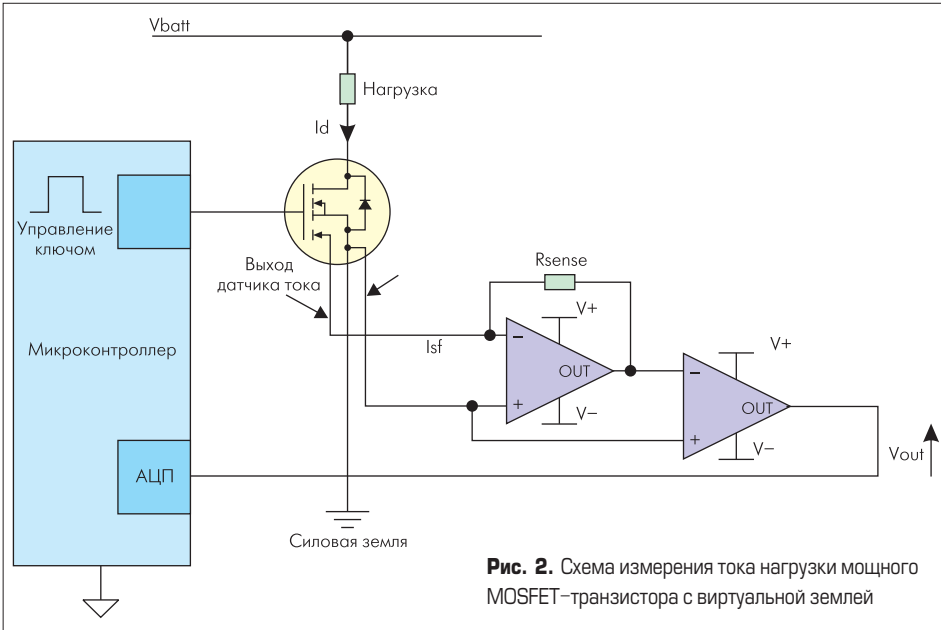 Vbatt
Нагрузка
Id
Управление
ключом
Выход
датчика тока
Rsense
V+
Микроконтроллер
Isf
−
OUT
+
V−
V+
−
OUT
+
V−
АЦП
Vout
Силовая земля
Рис. 2. Схема измерения тока нагрузки мощного
MOSFET−транзистора с виртуальной землей